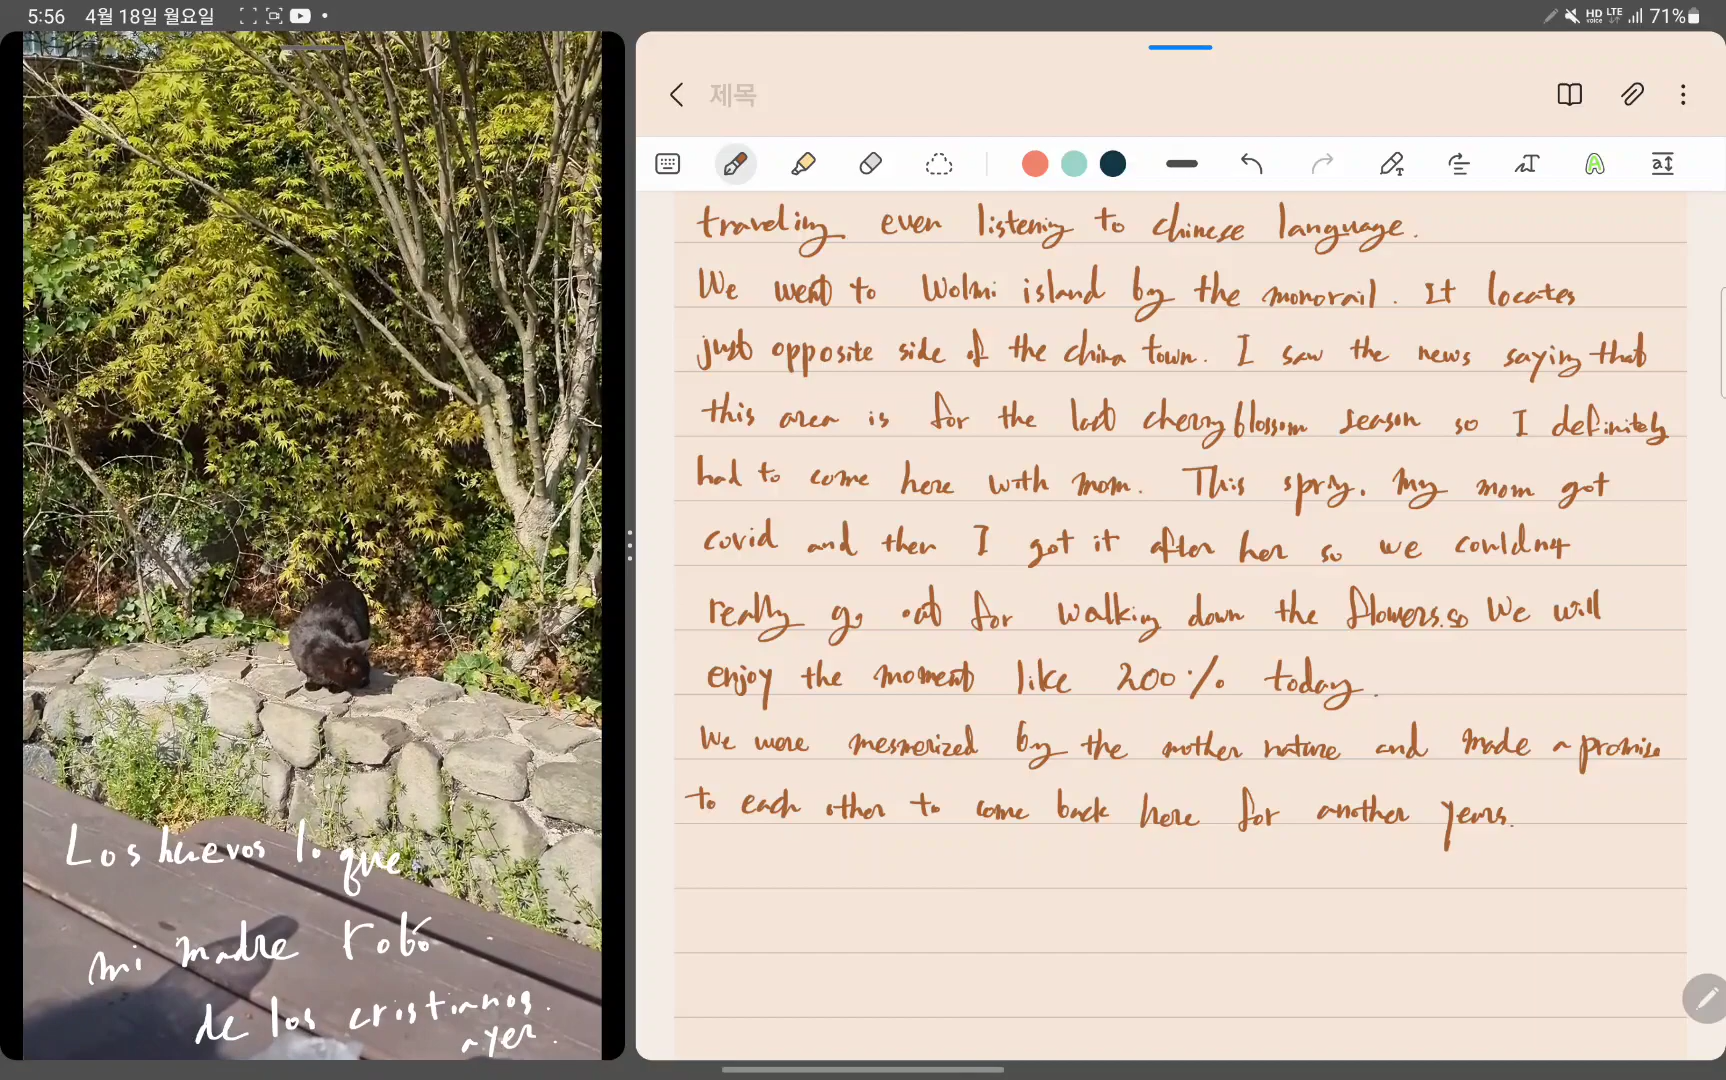 5:56 4월 18일 월요일
HD voice LTE 71%
제목
traveling even listening to chinese language.
We went to Wolmi island by the monorail. It locates
just opposite side of the china town. I saw the news saying that
this area is for the last cherry blossom season so I definitely
had to come here with mom. This spring, my mom got
covid and then I got it after her so we couldn't
really go out for walking down the flowers. so We will
enjoy the moment like 200% today.
We were mesmerized by the mother nature and made a promise
to each other to come back here for another years.
Los huevos lo que
mi madre robó
de los cristianos.
ayer.